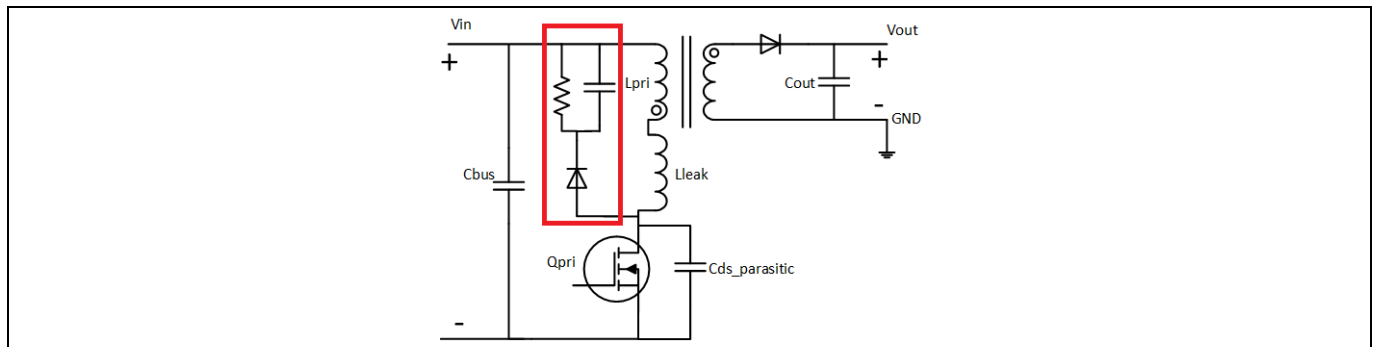 Vin
Vout
+
+
Lpri
Cout
-
GND
Cbus
Lleak
Qpri
Cds_parasitic
-